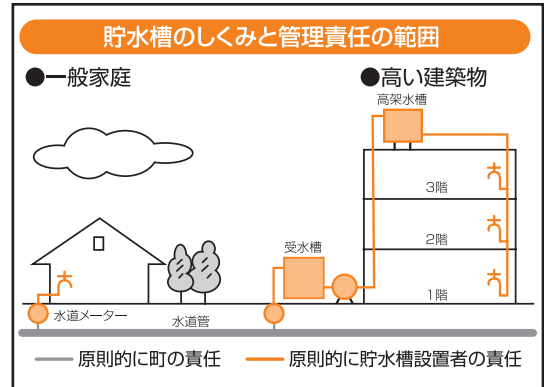 貯水槽のしくみと管理責任の範囲
●一般家庭
●高い建築物
高架水槽
3階
2階
受水槽
1階
水道メーター
水道管
原則的に町の責任
原則的に貯水槽設置者の責任